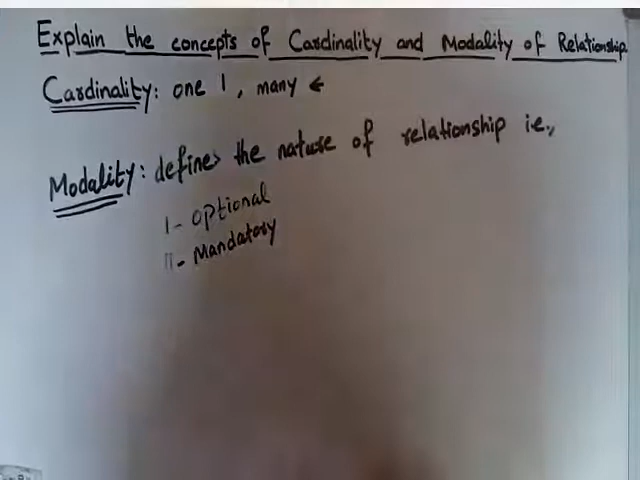 Explain the concepts of Cardinality and Modality of Relationship.
Cardinality: one 1, many <
Modality: defines the nature of relationship i.e.,
I - Optional
II - Mandatory